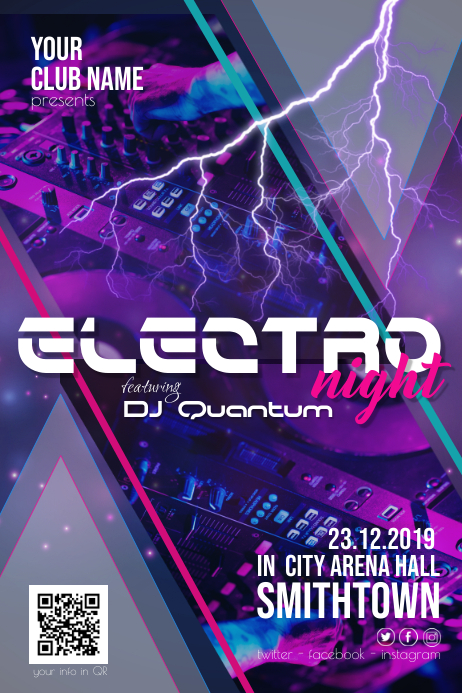 YOUR
CLUB NAME
presents
ELECTRO
night
featuring
DJ Quantum
23.12.2019
IN CITY ARENA HALL
SMITHTOWN
twitter - facebook - instagram
your info in QR